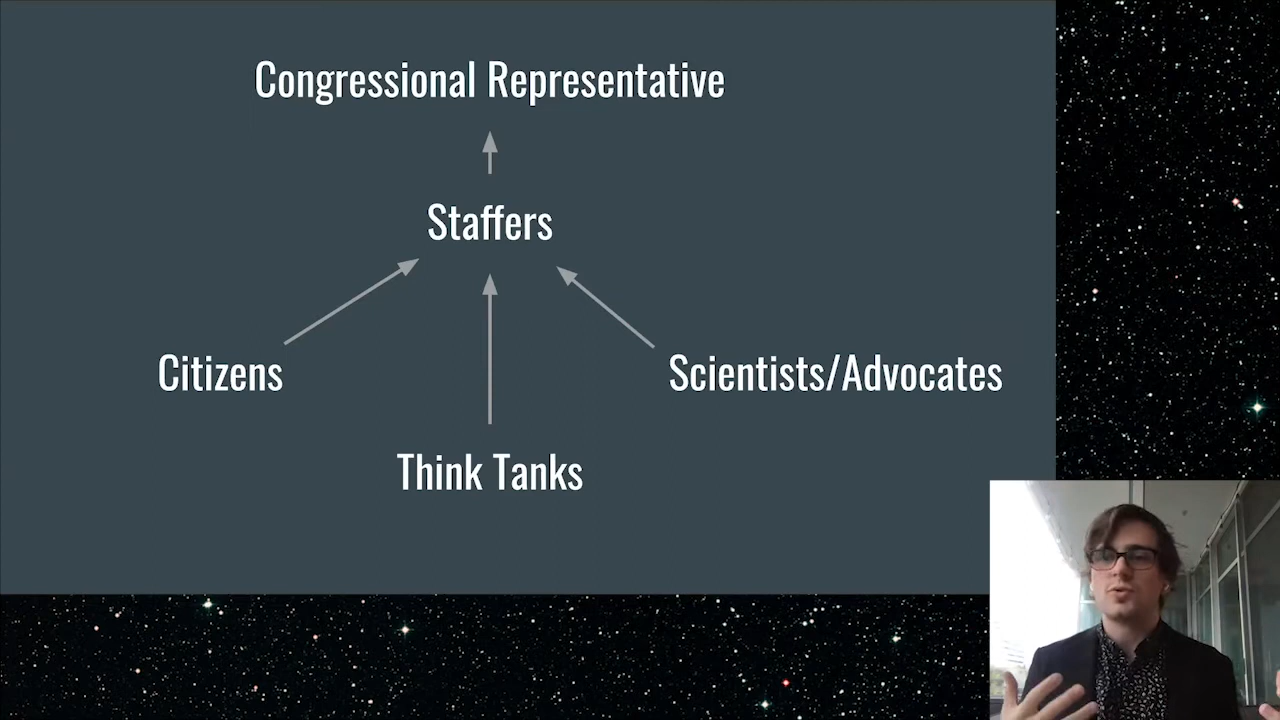 Congressional Representative
Staffers
Citizens
Scientists/Advocates
Think Tanks